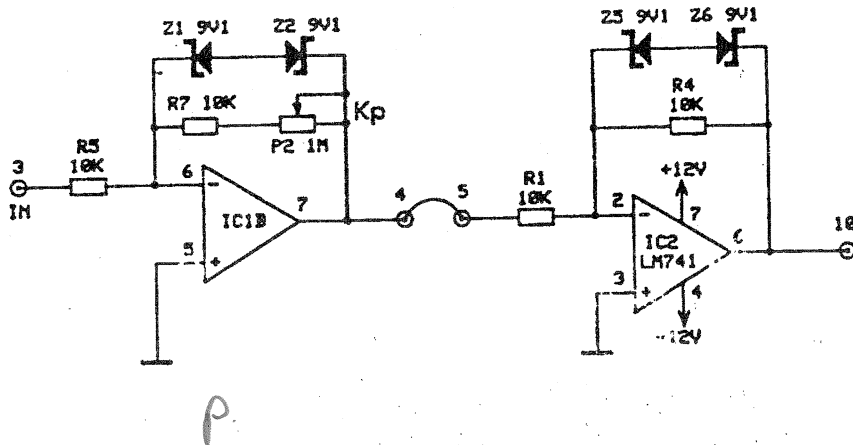 Z1 9V1 Z2 9V1
Z5 9V1 Z6 9V1
R7 10K
Kp
P2 1M
R4
10K
R5
10K
3
IN
6
-
7
IC1B
5
+
4
5
R1
10K
+12V
2
-
7
IC2
LM741
6
10
3
+
4
-12V
p